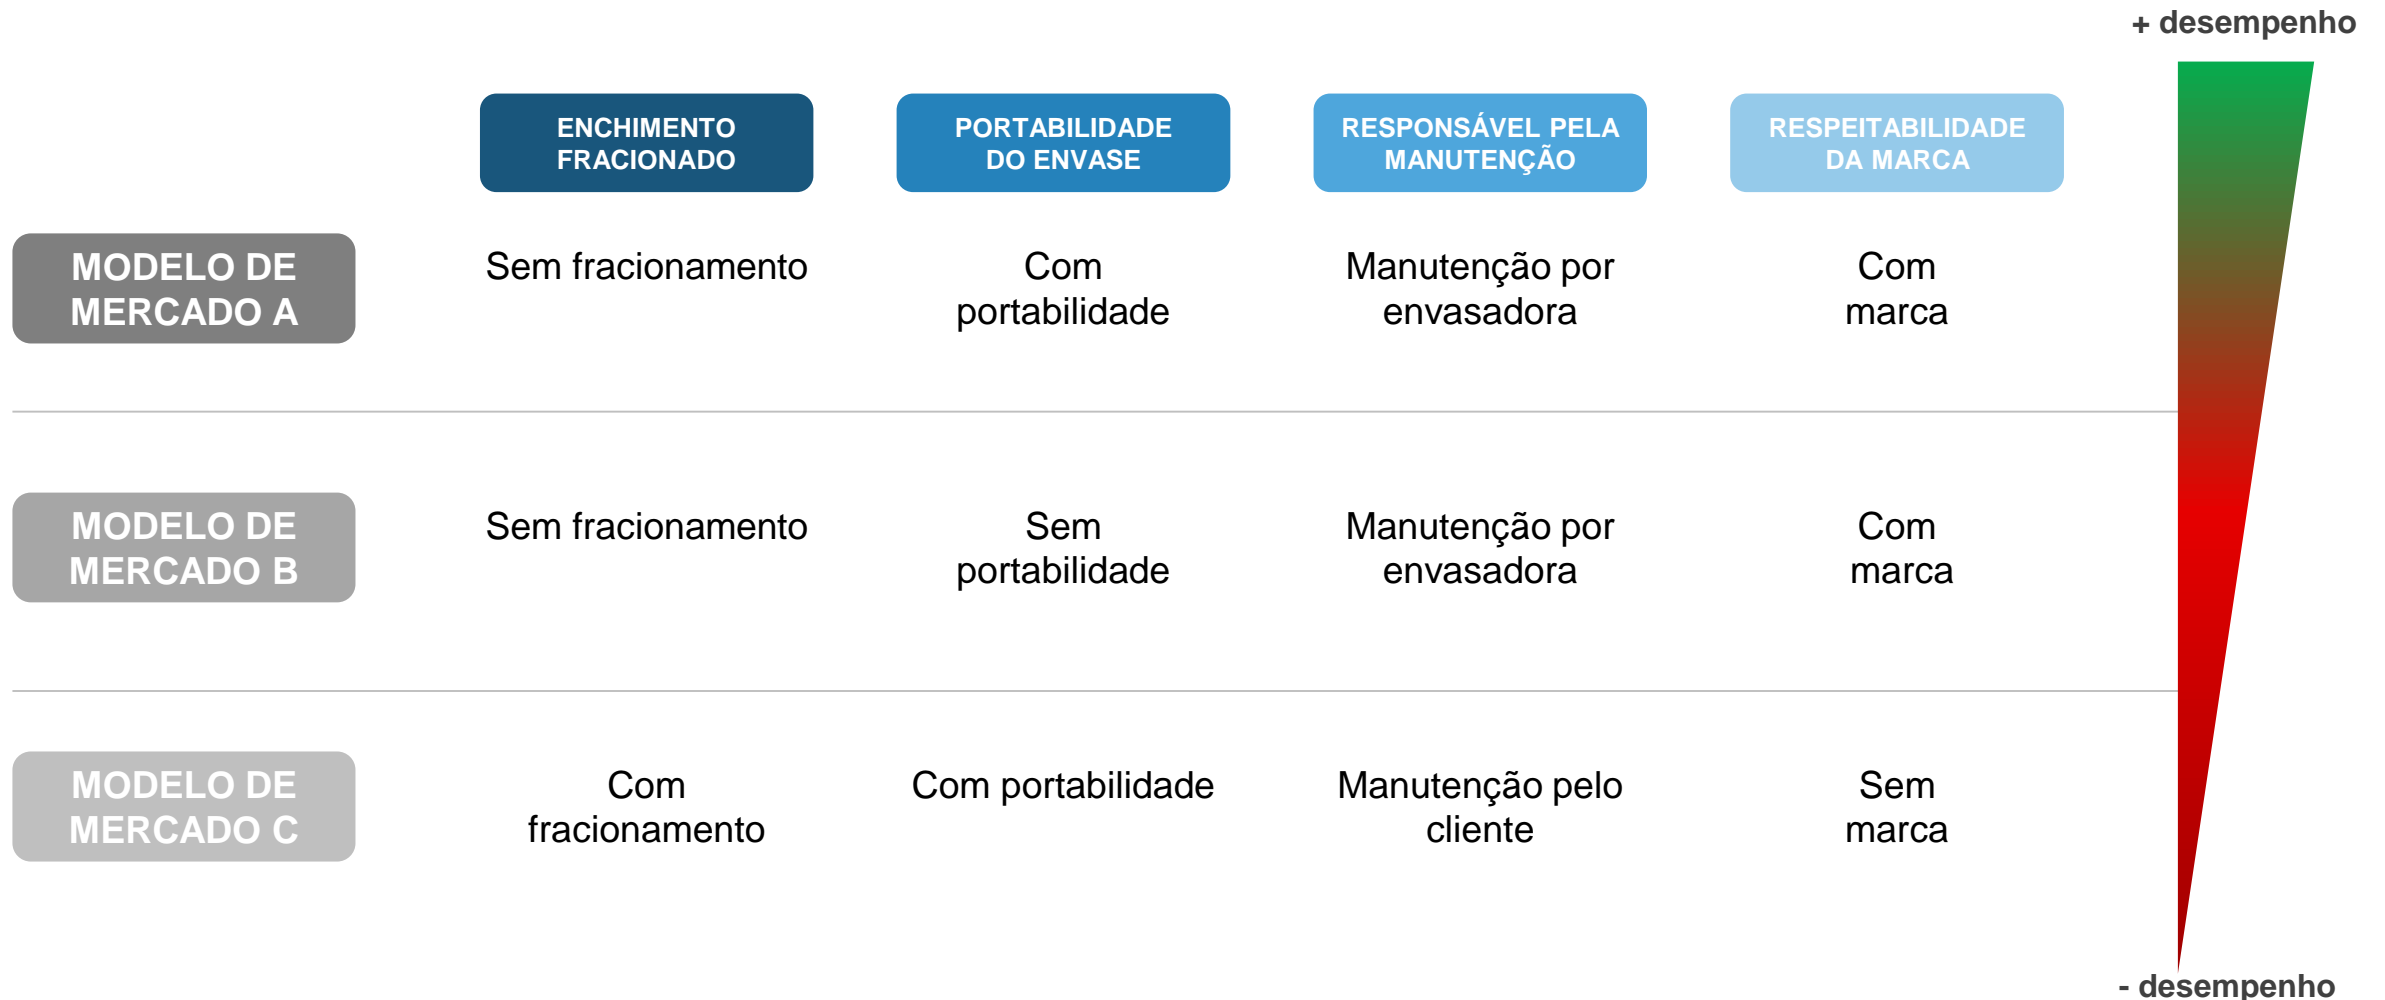 + desempenho
ENCHIMENTO
FRACIONADO
PORTABILIDADE
DO ENVASE
RESPONSÁVEL PELA
MANUTENÇÃO
RESPEITABILIDADE
DA MARCA
MODELO DE
MERCADO A
Sem fracionamento
Com
portabilidade
Manutenção por
envasadora
Com
marca
MODELO DE
MERCADO B
Sem fracionamento
Sem
portabilidade
Manutenção por
envasadora
Com
marca
MODELO DE
MERCADO C
Com
fracionamento
Com portabilidade
Manutenção pelo
cliente
Sem
marca
- desempenho